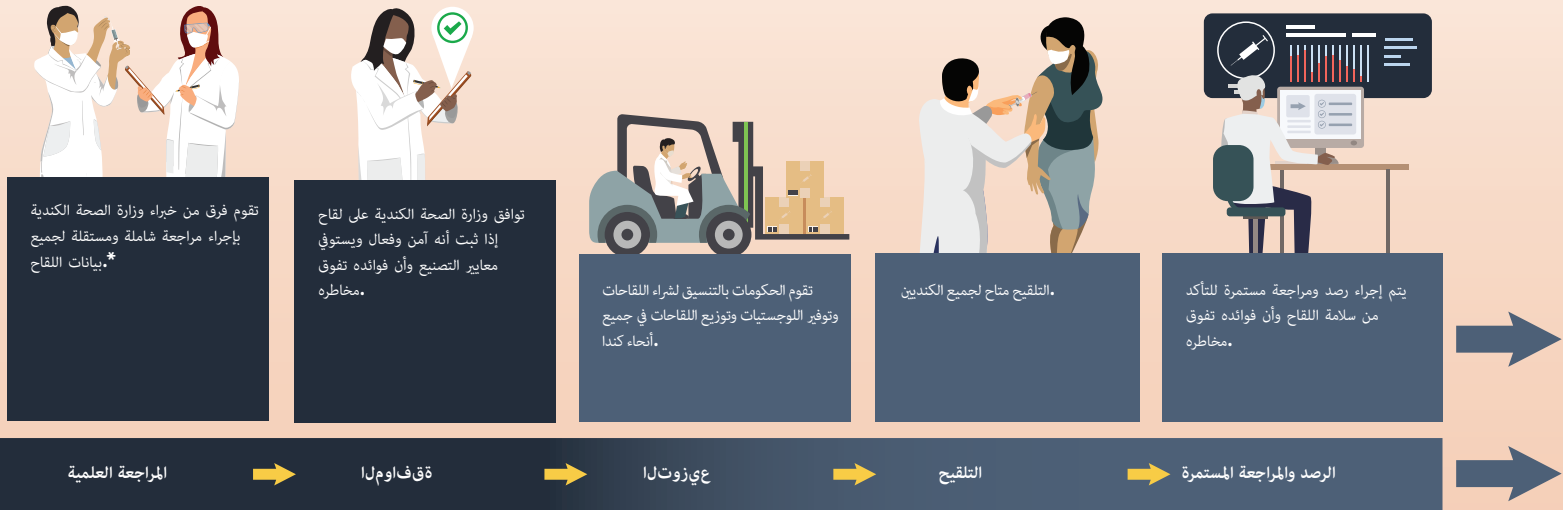 تقوم فرق من خبراء وزارة الصحة الكندية
بإجراء مراجعة شاملة ومستقلة لجميع
بيانات اللقاح.*
توافق وزارة الصحة الكندية على لقاح
إذا ثبت أنه آمن وفعال ويستوفي
معايير التصنيع وأن فوائده تفوق
مخاطره.
تقوم الحكومات بالتنسيق لشراء اللقاحات
وتوفير اللوجستيات وتوزيع اللقاحات في جميع
أنحاء كندا.
التلقيح متاح لجميع الكنديين.
يتم إجراء رصد ومراجعة مستمرة للتأكد
من سلامة اللقاح وأن فوائده تفوق
مخاطره.
المراجعة العلمية
ةقفاوملا
عيزوتلا
التلقيح
الرصد والمراجعة المستمرة